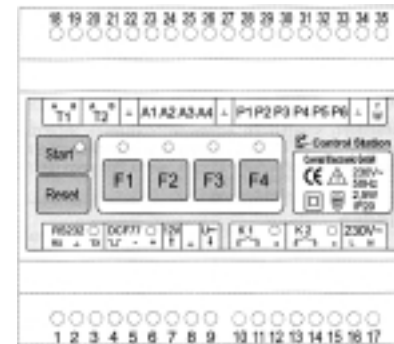 18 19 20 21 22 23 24 25 26 27 28 29 30 31 32 33 34 35
T1 T2 A1 A2 A3 A4 P1 P2 P3 P4 P5 P6
Start
Control Station
F1 F2 F3 F4
CE 230V~
50Hz
Reset
IP20
RS232 DCF77 12V U K1 K2 230V~
L N
1 2 3 4 5 6 7 8 9 10 11 12 13 14 15 16 17